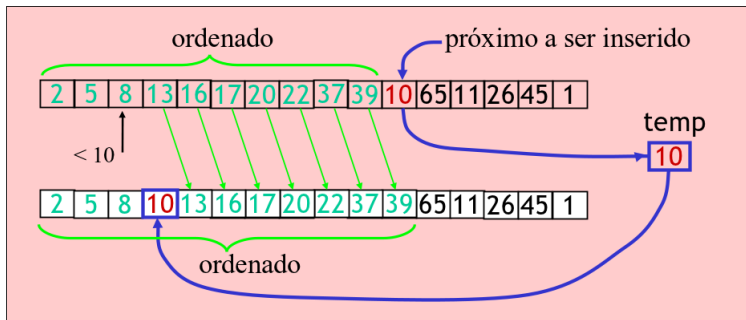 ordenado
próximo a ser inserido
2 5 8 13 16 17 20 22 37 39 10 65 11 26 45 1
temp
< 10
10
2 5 8 10 13 16 17 20 22 37 39 65 11 26 45 1
ordenado